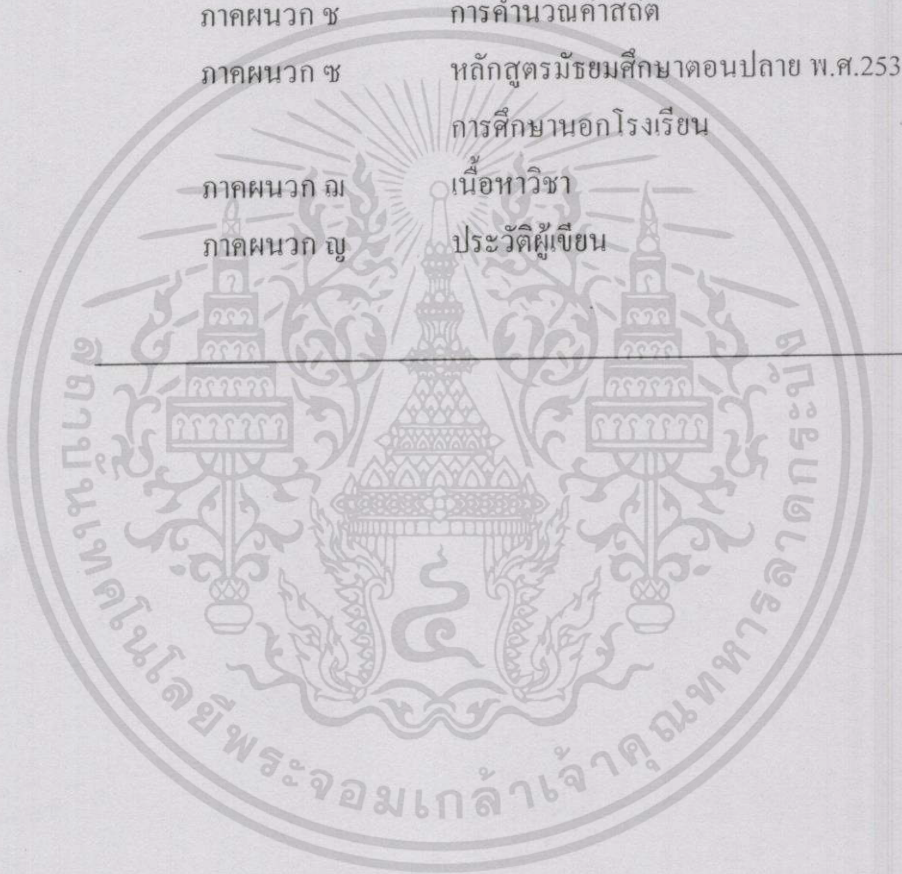 ภาคผนวก ช การคำนวณค่าสถิติ
ภาคผนวก ซ หลักสูตรมัธยมศึกษาตอนปลาย พ.ศ.253
การศึกษานอกโรงเรียน
ภาคผนวก ฌ เนื้อหาวิชา
ภาคผนวก ญ ประวัติผู้เขียน
สถาบันเทคโนโลยีพระจอมเกล้าเจ้าคุณทหารลาดกระบัง
๔